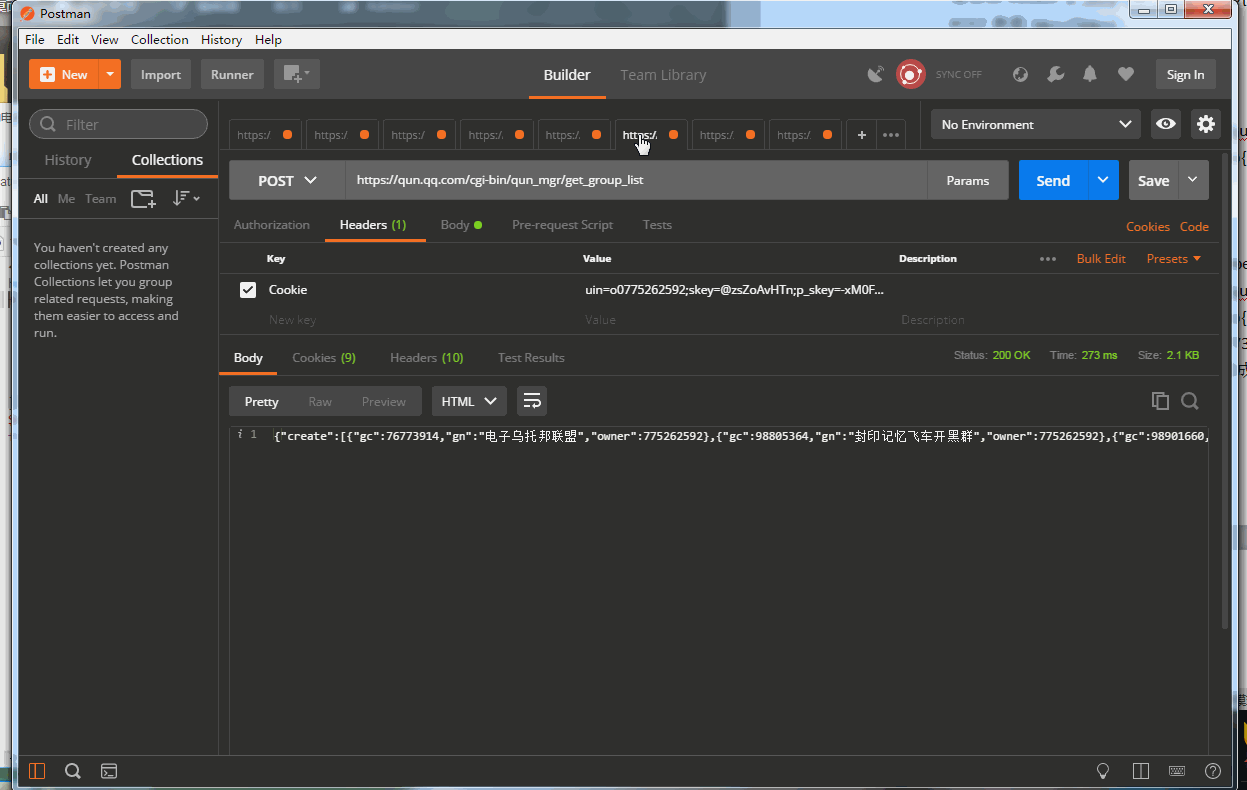 Postman
File Edit View Collection History Help
New Import Runner Builder Team Library SYNC OFF Sign In
Filter
History Collections
All Me Team
You haven't created any
collections yet. Postman
Collections let you group
related requests, making
them easier to access and
run.
https:/ https:/ https:/ https:/. https:/. https:/. https:/ https:/ + •••
No Environment
POST https://qun.qq.com/cgi-bin/qun_mgr/get_group_list Params Send Save
Authorization Headers (1) Body Pre-request Script Tests Cookies Code
Key Value Description ••• Bulk Edit Presets
Cookie uin=o0775262592;skey=@zsZoAvHTn;p_skey=-xM0F...
New key Value Description
Body Cookies (9) Headers (10) Test Results Status: 200 OK Time: 273 ms Size: 2.1 KB
Pretty Raw Preview HTML
i 1 {"create":[{"gc":76773914,"gn":"电子乌托邦联盟","owner":775262592},{"gc":98805364,"gn":"封印记忆飞车开黑群","owner":775262592},{"gc":98901660,